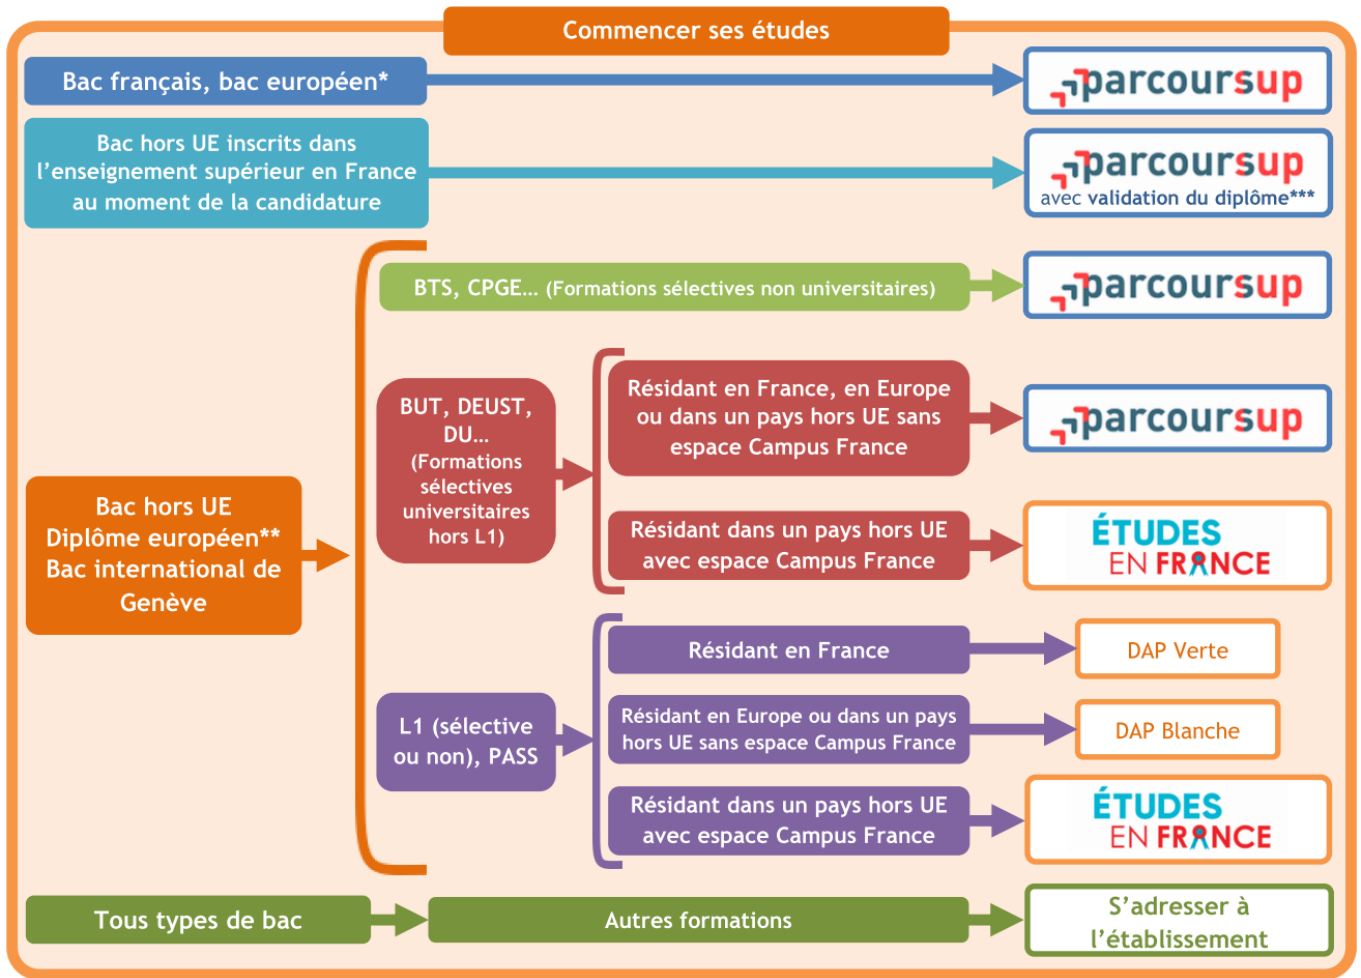 Commencer ses études
Bac français, bac européen*
parcoursup
Bac hors UE inscrits dans
l'enseignement supérieur en France
au moment de la candidature
parcoursup
avec validation du diplôme***
BTS, CPGE... (Formations sélectives non universitaires)
parcoursup
Bac hors UE
Diplôme européen**
Bac international de
Genève
BUT, DEUST,
DU...
(Formations
sélectives
universitaires
hors L1)
Résidant en France, en Europe
ou dans un pays hors UE sans
espace Campus France
parcoursup
Résidant dans un pays hors UE
avec espace Campus France
ÉTUDES
EN FRANCE
L1 (sélective
ou non), PASS
Résidant en France
DAP Verte
Résidant en Europe ou dans un pays
hors UE sans espace Campus France
DAP Blanche
Résidant dans un pays hors UE
avec espace Campus France
ÉTUDES
EN FRANCE
Tous types de bac
Autres formations
S'adresser à
l'établissement